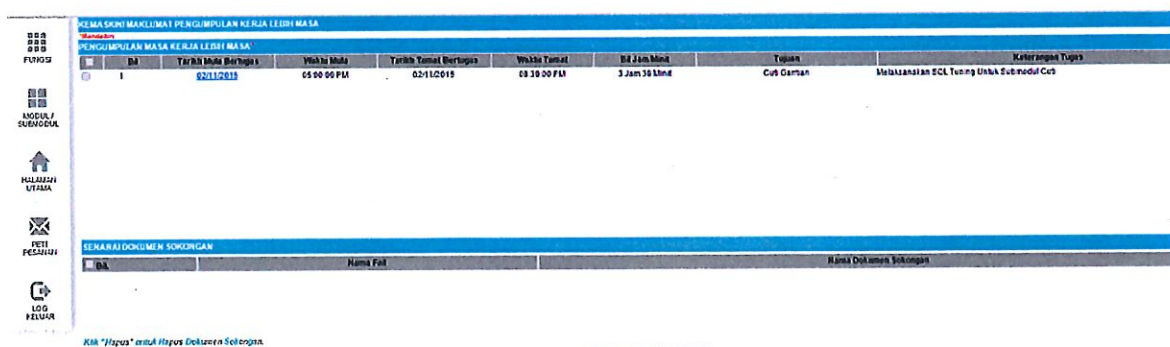 KEMASKINI MAKLUMAT PENGUMPULAN KERJA LEBIH MASA
*Mandatori
PENGUMPULAN MASA KERJA LEBIH MASA*
Bil Tarikh Mula Bertugas Waktu Mula Tarikh Tamat Bertugas Waktu Tamat Bil Jam Minit Tujuan Keterangan Tugas
1 02/11/2015 05:00:00 PM 02/11/2015 08:30:00 PM 3 Jam 30 Minit Cuti Gantian Melaksanakan SQL Tuning Untuk Submodul Cuti
FUNGSI
MODUL /
SUBMODUL
HALAMAN
UTAMA
PETI
PESANAN
LOG
KELUAR
SENARAI DOKUMEN SOKONGAN
Bil. Nama Fail Nama Dokumen Sokongan
Klik "Hapus" untuk Hapus Dokumen Sokongan.